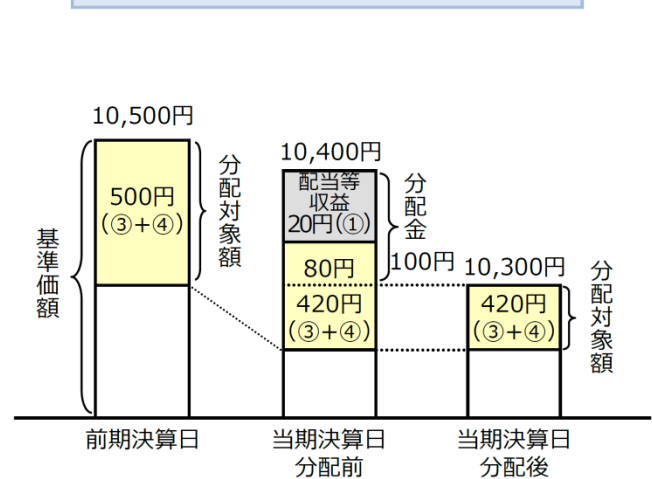 10,500円
500円
(③+④)
分配対象額
基準価額
10,400円
配当等
収益
20円(①)
分配金
80円
100円
420円
(③+④)
10,300円
420円
(③+④)
分配対象額
前期決算日
当期決算日
分配前
当期決算日
分配後